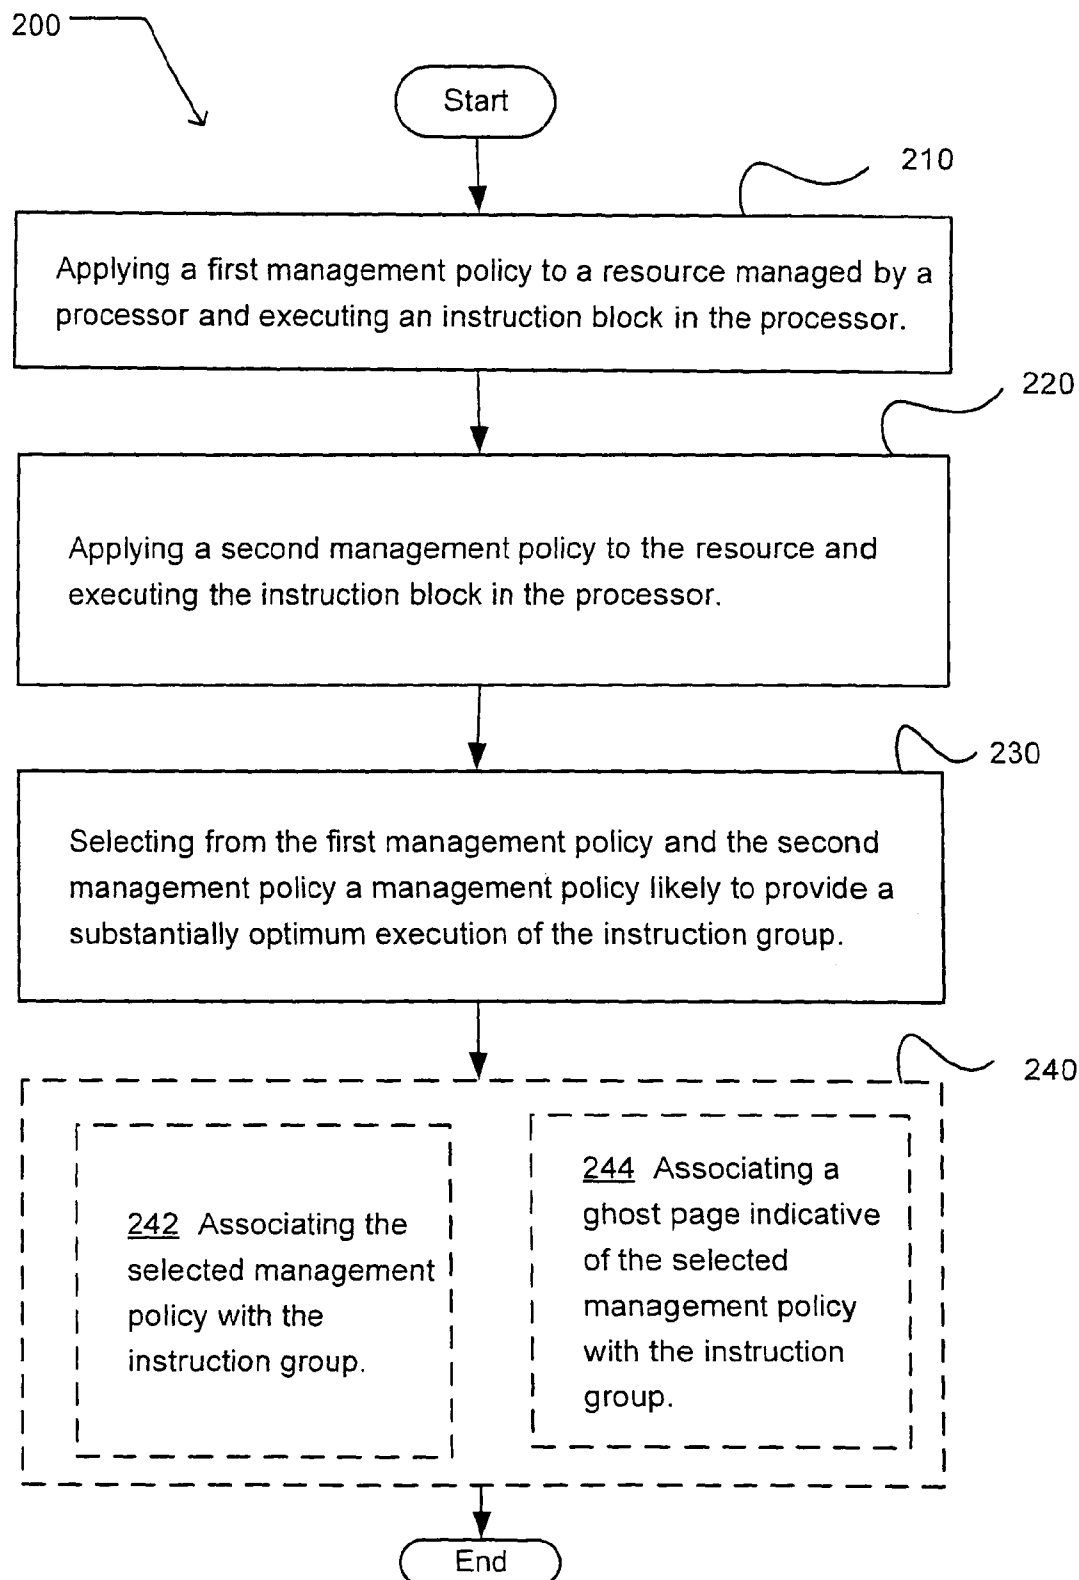 200
Start
210
Applying a first management policy to a resource managed by a
processor and executing an instruction block in the processor.
220
Applying a second management policy to the resource and
executing the instruction block in the processor.
230
Selecting from the first management policy and the second
management policy a management policy likely to provide a
substantially optimum execution of the instruction group.
240
242 Associating the
selected management
policy with the
instruction group.
244 Associating a
ghost page indicative
of the selected
management policy
with the instruction
group.
End